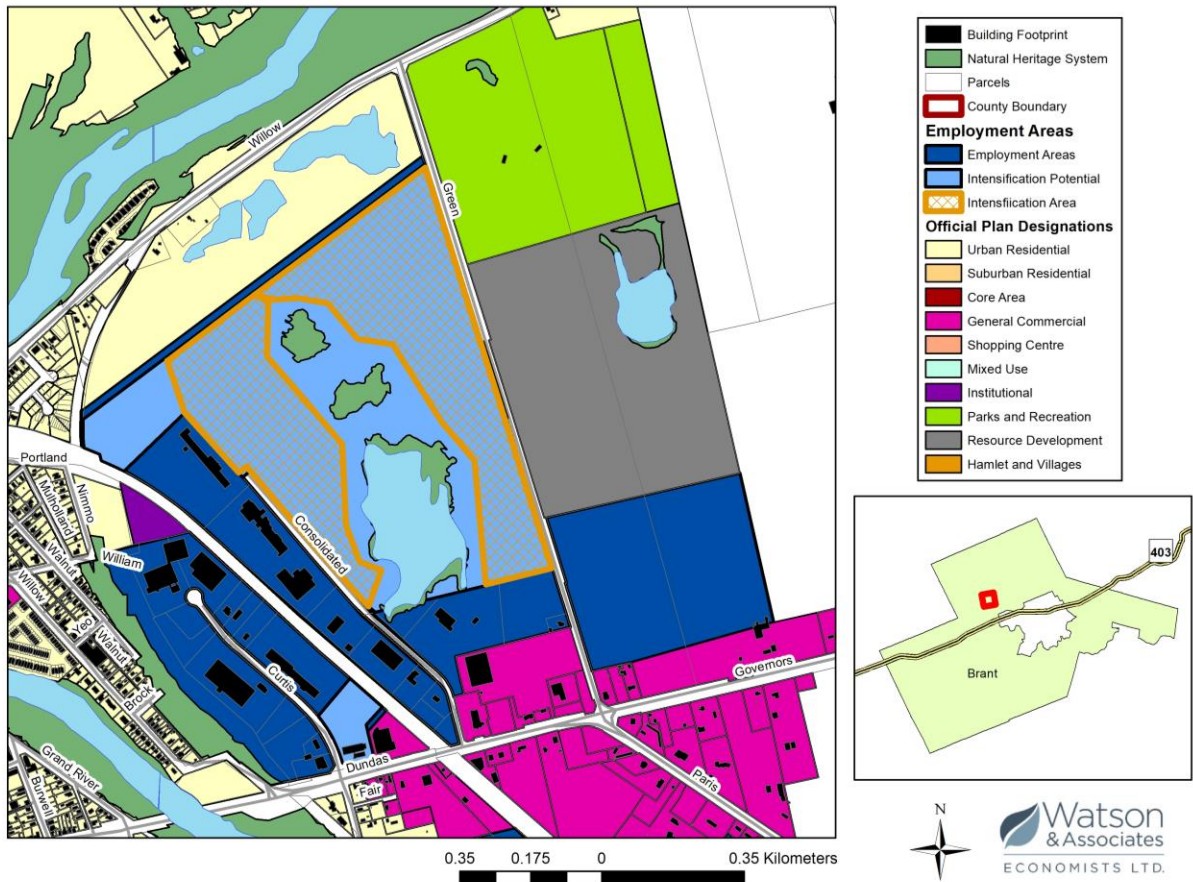 Willow
Green
Portland
Nimmo
Mulholland
Walnut
William
Willow
Yeo
Walnut
Brock
Consolidated
Curtis
Governors
Dundas
Fair
Paris
Grand River
Burwell
Building Footprint
Natural Heritage System
Parcels
County Boundary
Employment Areas
Employment Areas
Intensification Potential
Intensfiication Area
Official Plan Designations
Urban Residential
Suburban Residential
Core Area
General Commercial
Shopping Centre
Mixed Use
Institutional
Parks and Recreation
Resource Development
Hamlet and Villages
403
Brant
0.35 0.175 0 0.35 Kilometers
N
Watson
& Associates
ECONOMISTS LTD.